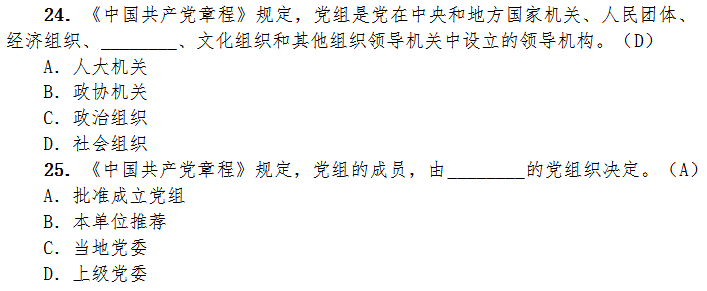 24. 《中国共产党章程》规定，党组是党在中央和地方国家机关、人民团体、
经济组织、________、文化组织和其他组织领导机关中设立的领导机构。（D）
A. 人大机关
B. 政协机关
C. 政治组织
D. 社会组织
25. 《中国共产党章程》规定，党组的成员，由________的党组织决定。（A）
A. 批准成立党组
B. 本单位推荐
C. 当地党委
D. 上级党委